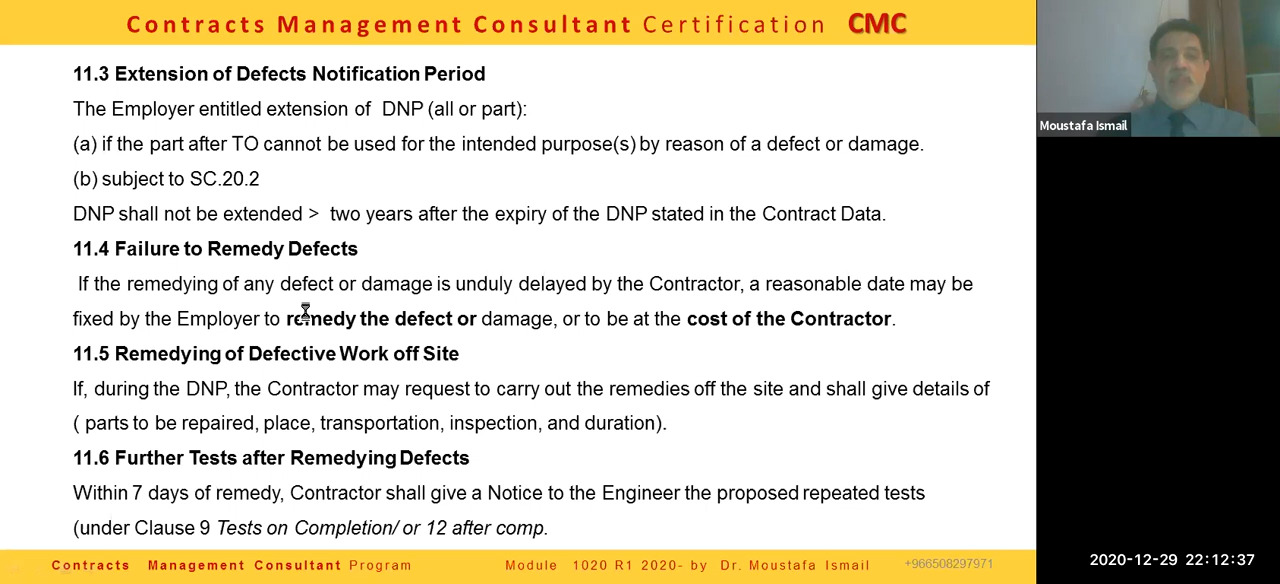 Contracts Management Consultant Certification CMC
11.3 Extension of Defects Notification Period
The Employer entitled extension of DNP (all or part):
(a) if the part after TO cannot be used for the intended purpose(s) by reason of a defect or damage.
(b) subject to SC.20.2
DNP shall not be extended > two years after the expiry of the DNP stated in the Contract Data.
11.4 Failure to Remedy Defects
If the remedying of any defect or damage is unduly delayed by the Contractor, a reasonable date may be
fixed by the Employer to remedy the defect or damage, or to be at the cost of the Contractor.
11.5 Remedying of Defective Work off Site
If, during the DNP, the Contractor may request to carry out the remedies off the site and shall give details of
( parts to be repaired, place, transportation, inspection, and duration).
11.6 Further Tests after Remedying Defects
Within 7 days of remedy, Contractor shall give a Notice to the Engineer the proposed repeated tests
(under Clause 9 Tests on Completion/ or 12 after comp.
Contracts Management Consultant Program Module 1020 R1 2020- by Dr. Moustafa Ismail +966508297971
Moustafa Ismail
2020-12-29 22:12:37